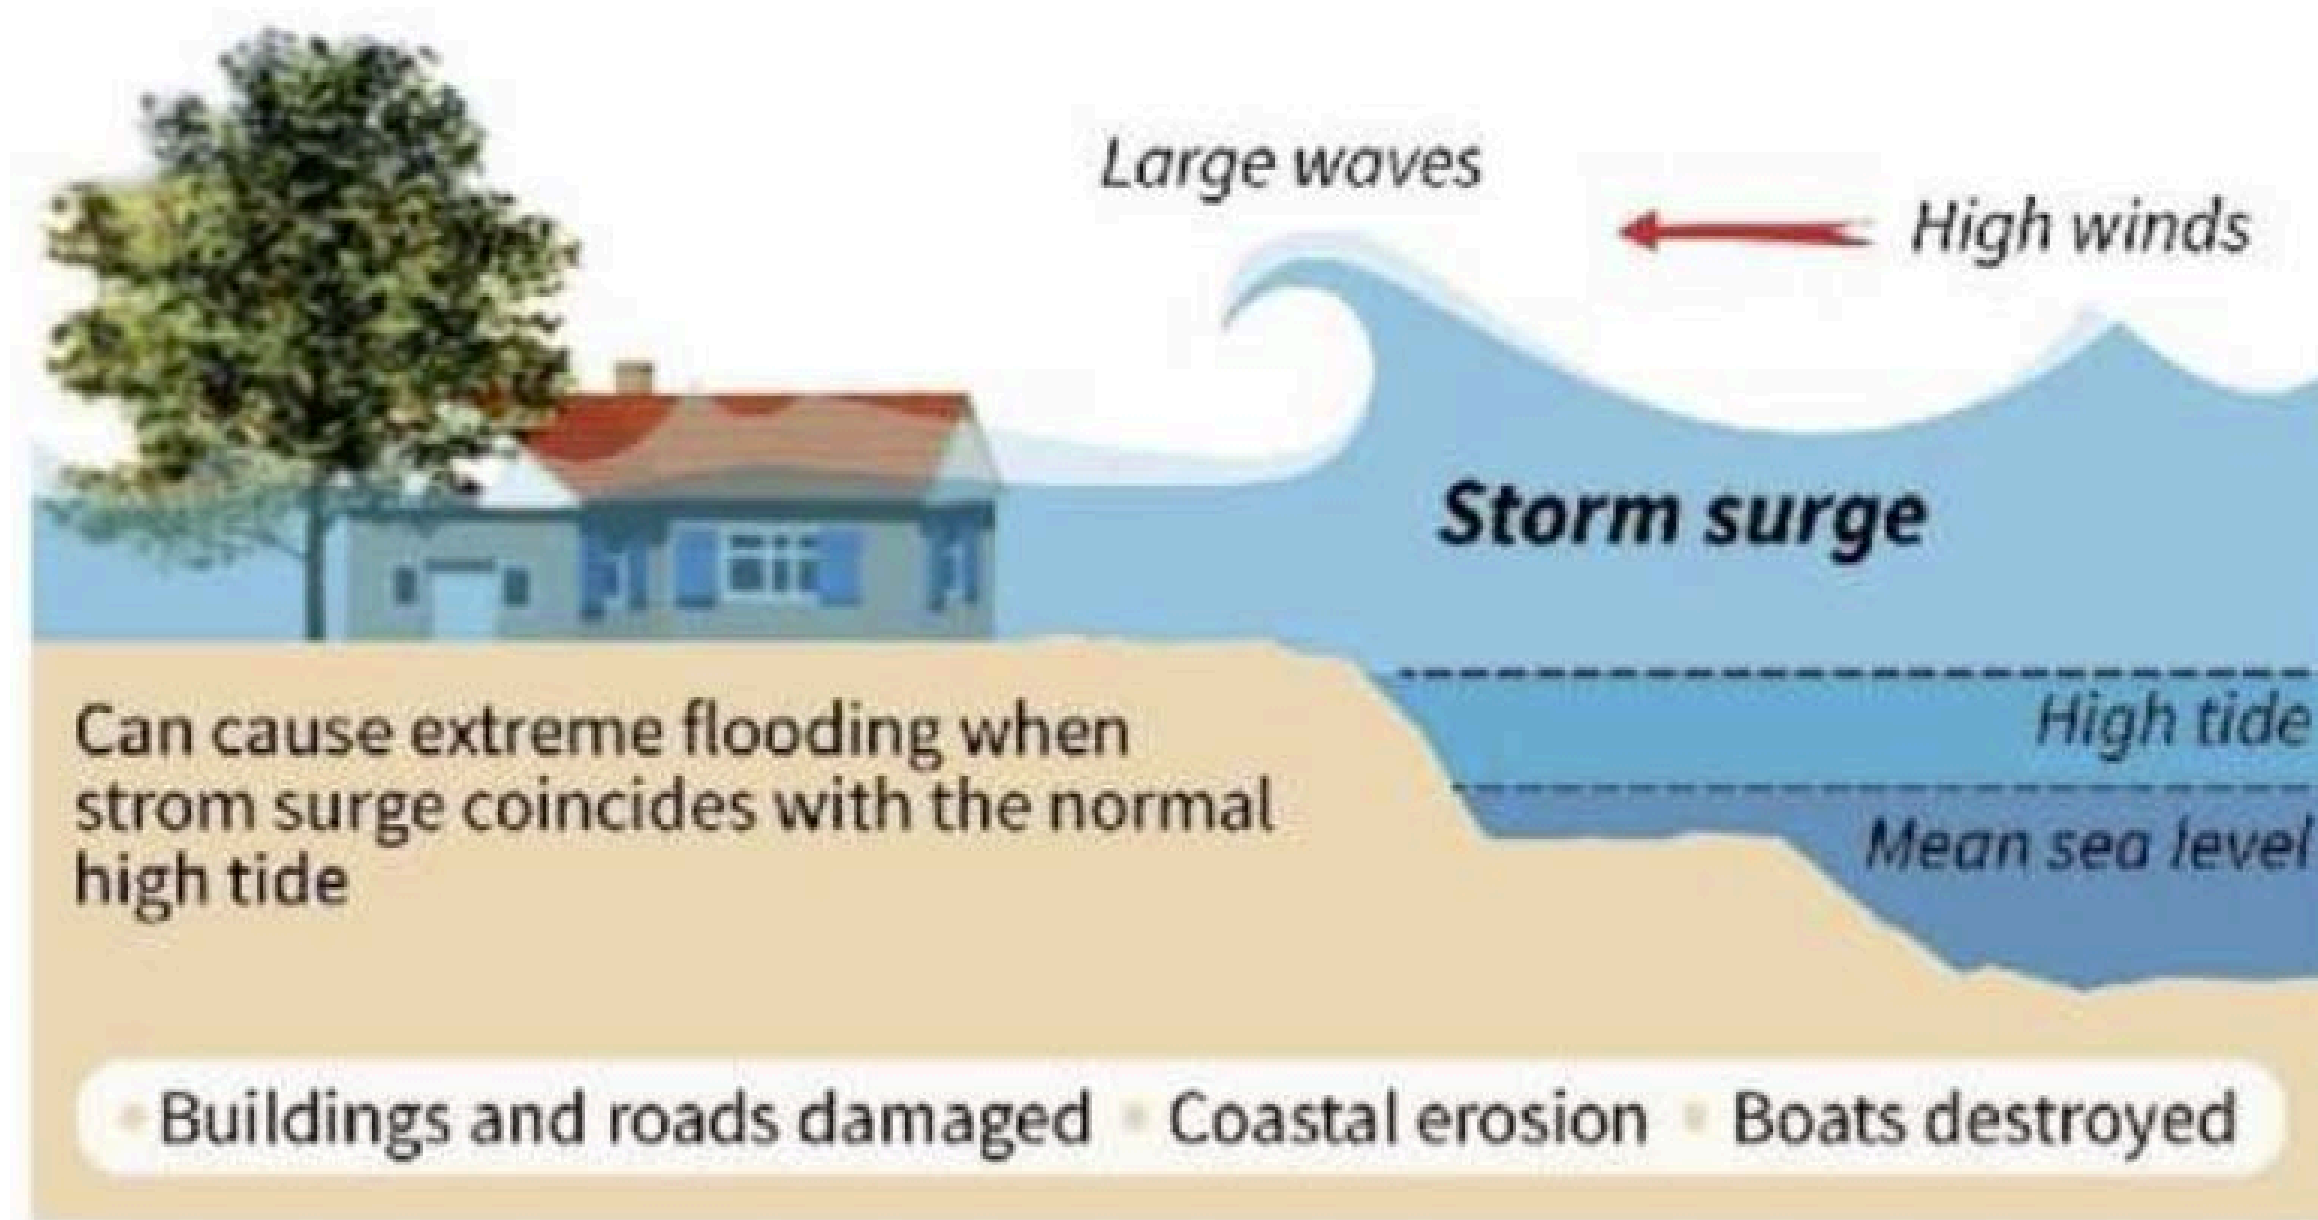 Large waves
High winds
Storm surge
High tide
Mean sea level
Can cause extreme flooding when
strom surge coincides with the normal
high tide
• Buildings and roads damaged • Coastal erosion • Boats destroyed